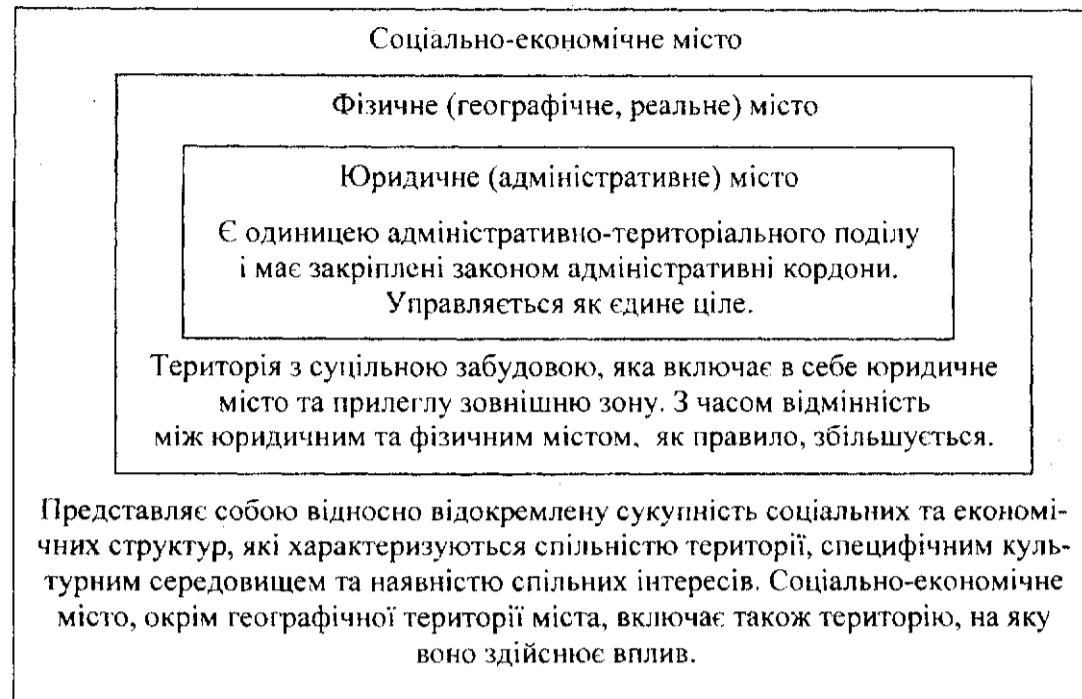 Соціально-економічне місто
Фізичне (географічне, реальне) місто
Юридичне (адміністративне) місто
Є одиницею адміністративно-територіального поділу
і має закріплені законом адміністративні кордони.
Управляється як єдине ціле.
Територія з суцільною забудовою, яка включає в себе юридичне
місто та прилеглу зовнішню зону. З часом відмінність
між юридичним та фізичним містом, як правило, збільшується.
Представляє собою відносно відокремлену сукупність соціальних та економі-
чних структур, які характеризуються спільністю території, специфічним куль-
турним середовищем та наявністю спільних інтересів. Соціально-економічне
місто, окрім географічної території міста, включає також територію, на яку
воно здійснює вплив.